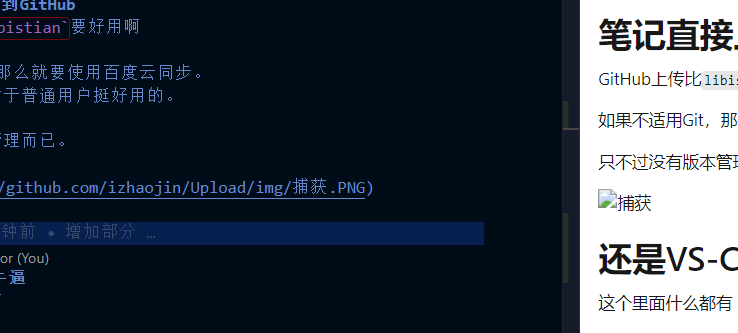 到GitHub
bistian`要好用啊
那么就要使用百度云同步。
于普通用户挺好用的。
管理而已。
/github.com/izhaojin/Upload/img/捕获.PNG)
钟前 • 增加部分 …
or (You)
牛逼
笔记直接
GitHub上传比libis
如果不适用Git，那
只不过没有版本管理
捕获
还是VS-C
这个里面什么都有